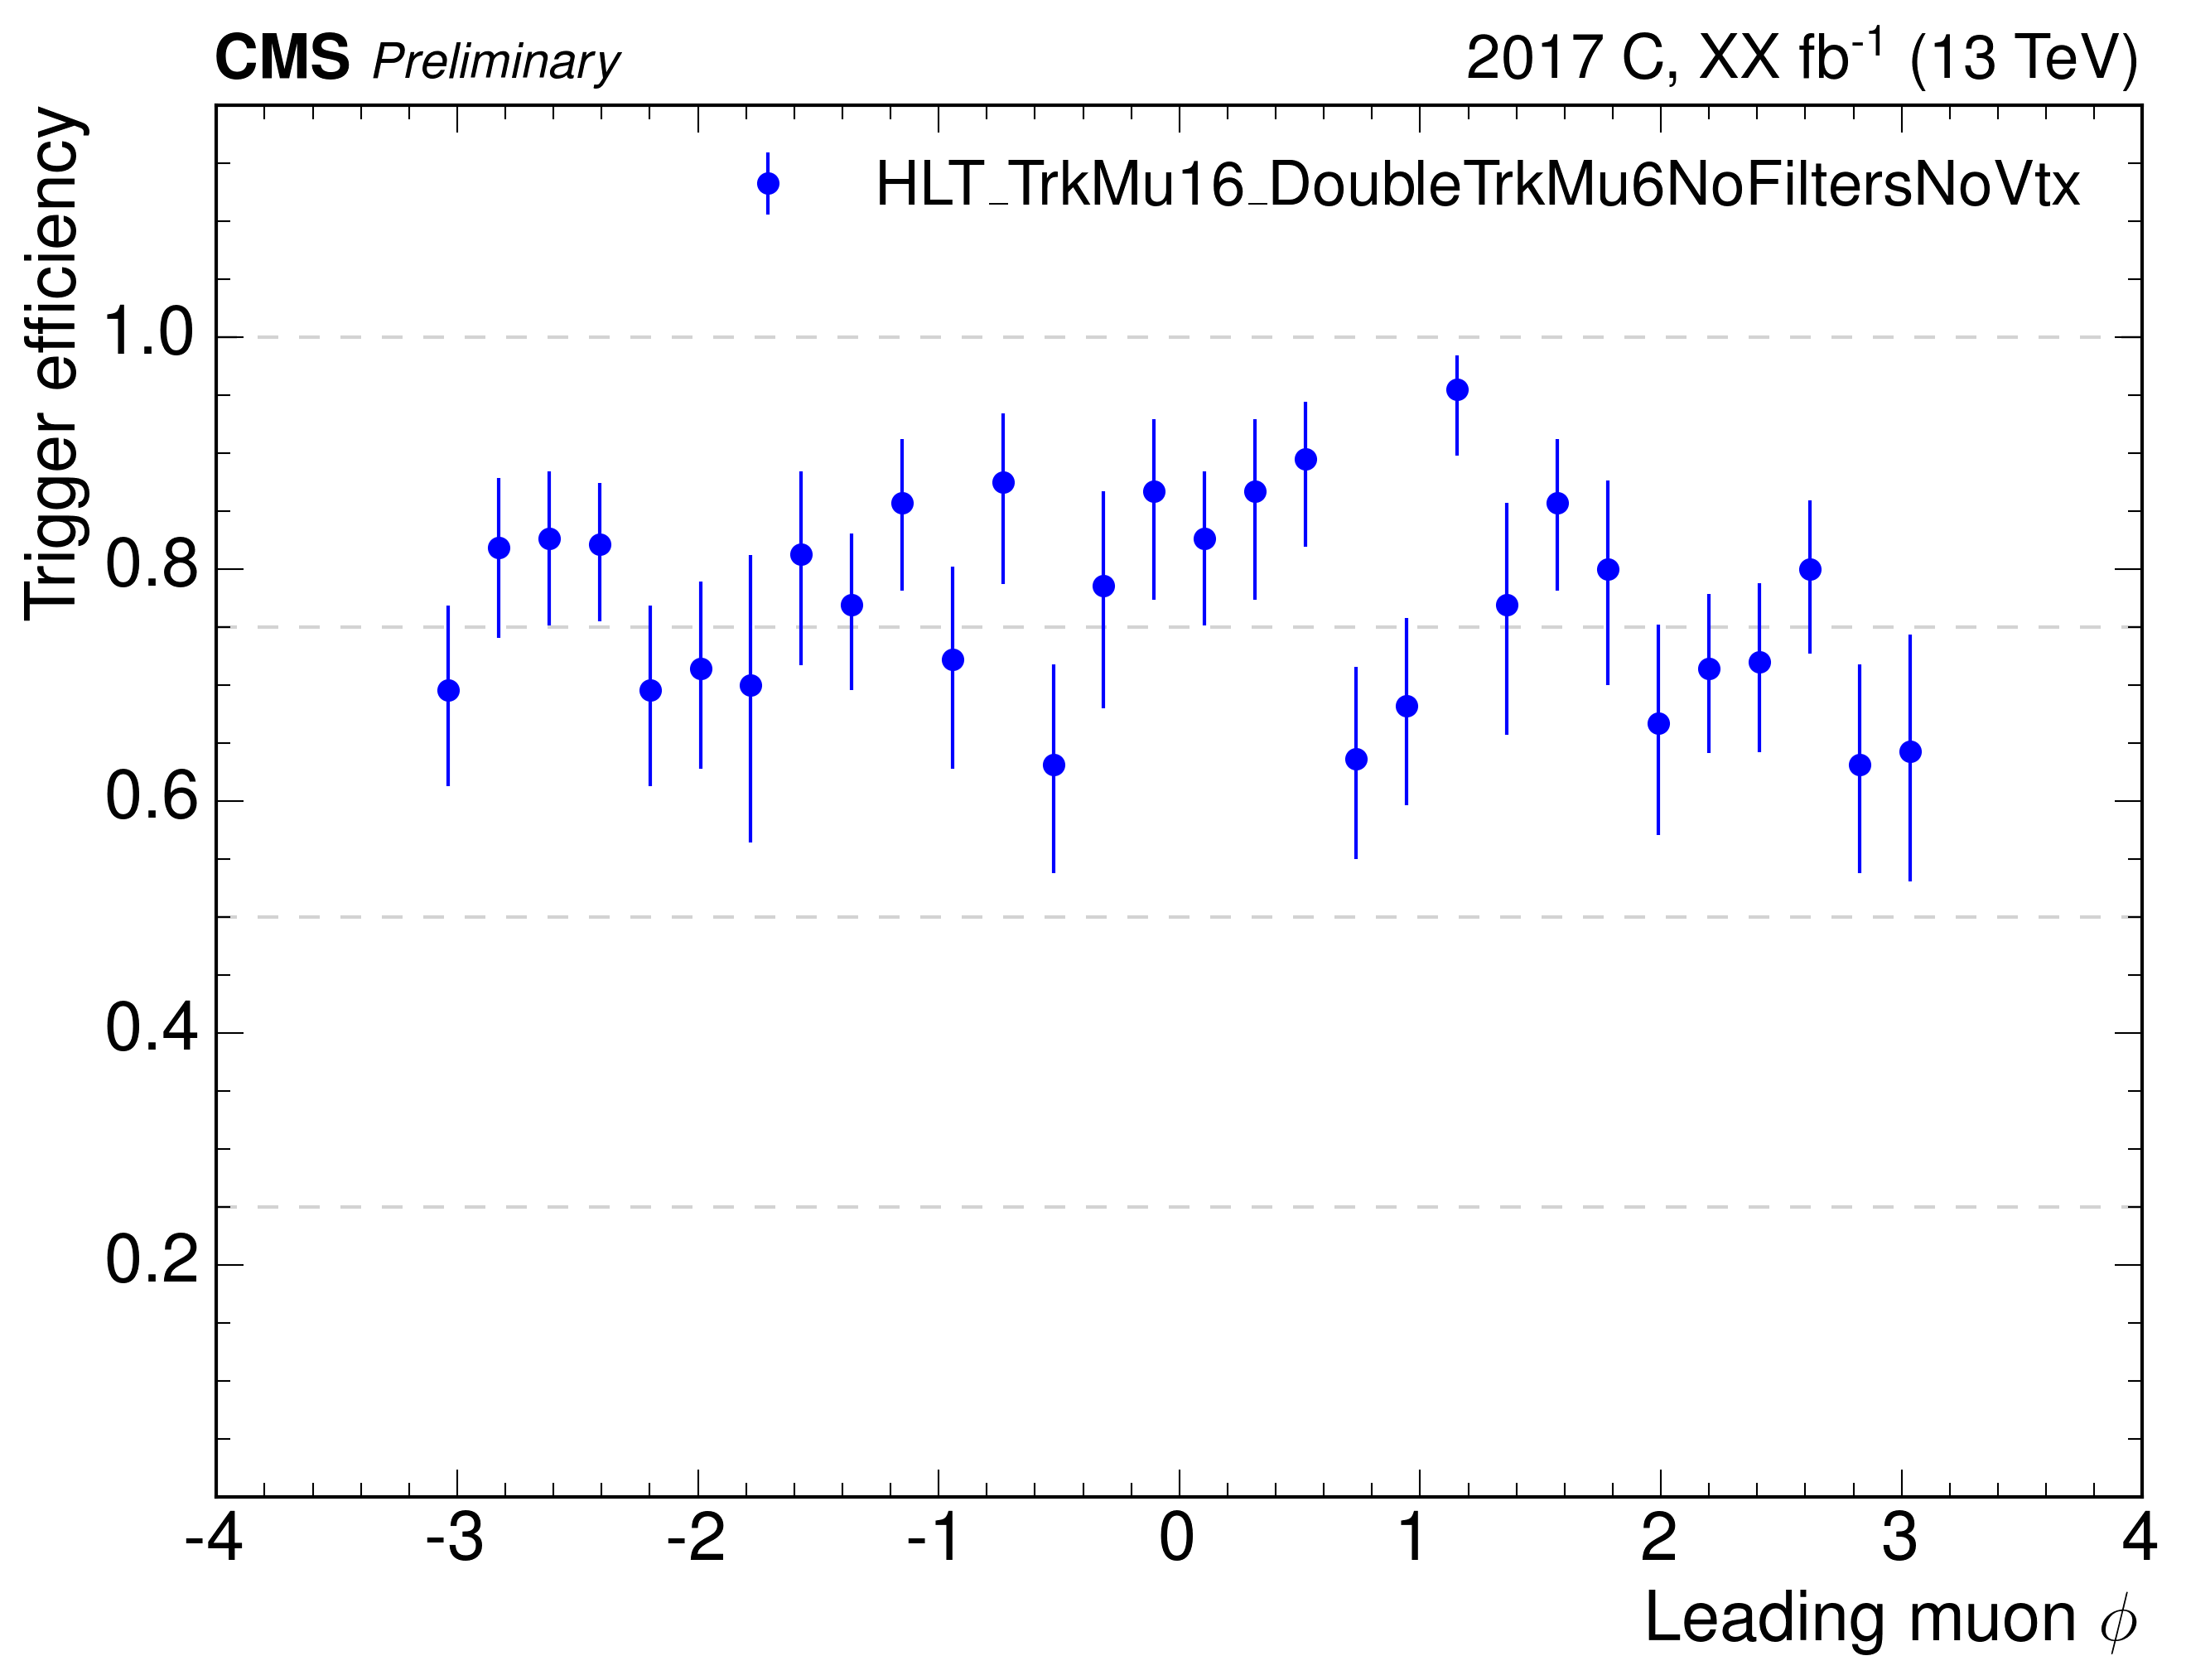 CMS Preliminary 2017 C, XX fb⁻¹ (13 TeV)
HLT_TrkMu16_DoubleTrkMu6NoFiltersNoVtx
Trigger efficiency
1.0
0.8
0.6
0.4
0.2
-4 -3 -2 -1 0 1 2 3 4
Leading muon ϕ